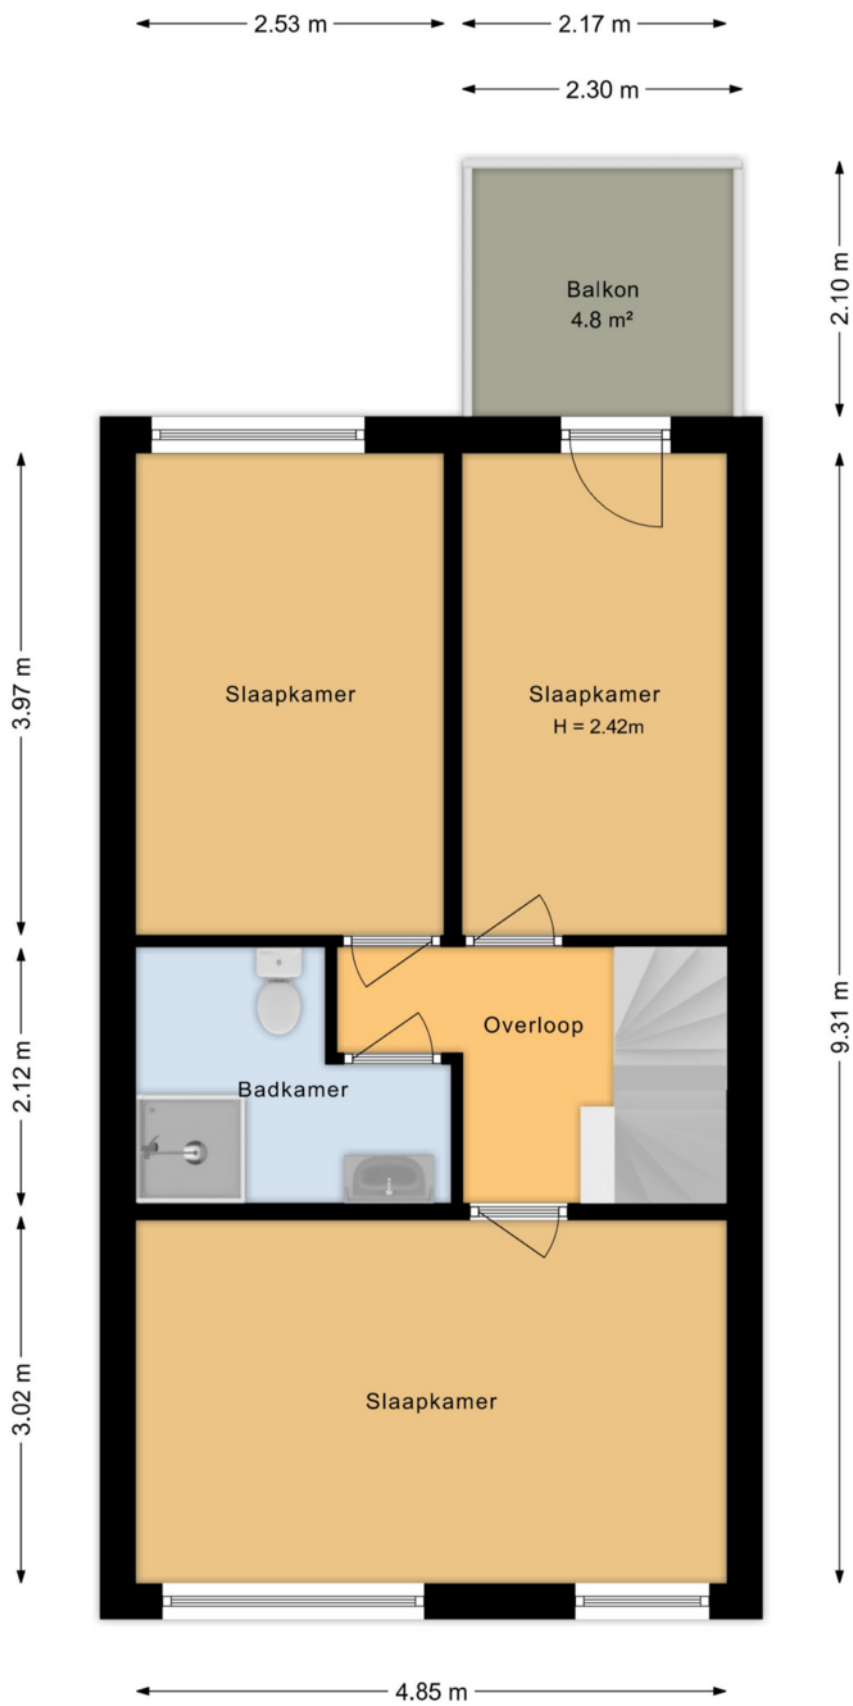 2.53 m
2.17 m
2.30 m
2.10 m
Balkon
4.8 m²
3.97 m
Slaapkamer
Slaapkamer
H = 2.42m
9.31 m
2.12 m
Overloop
Badkamer
3.02 m
Slaapkamer
4.85 m